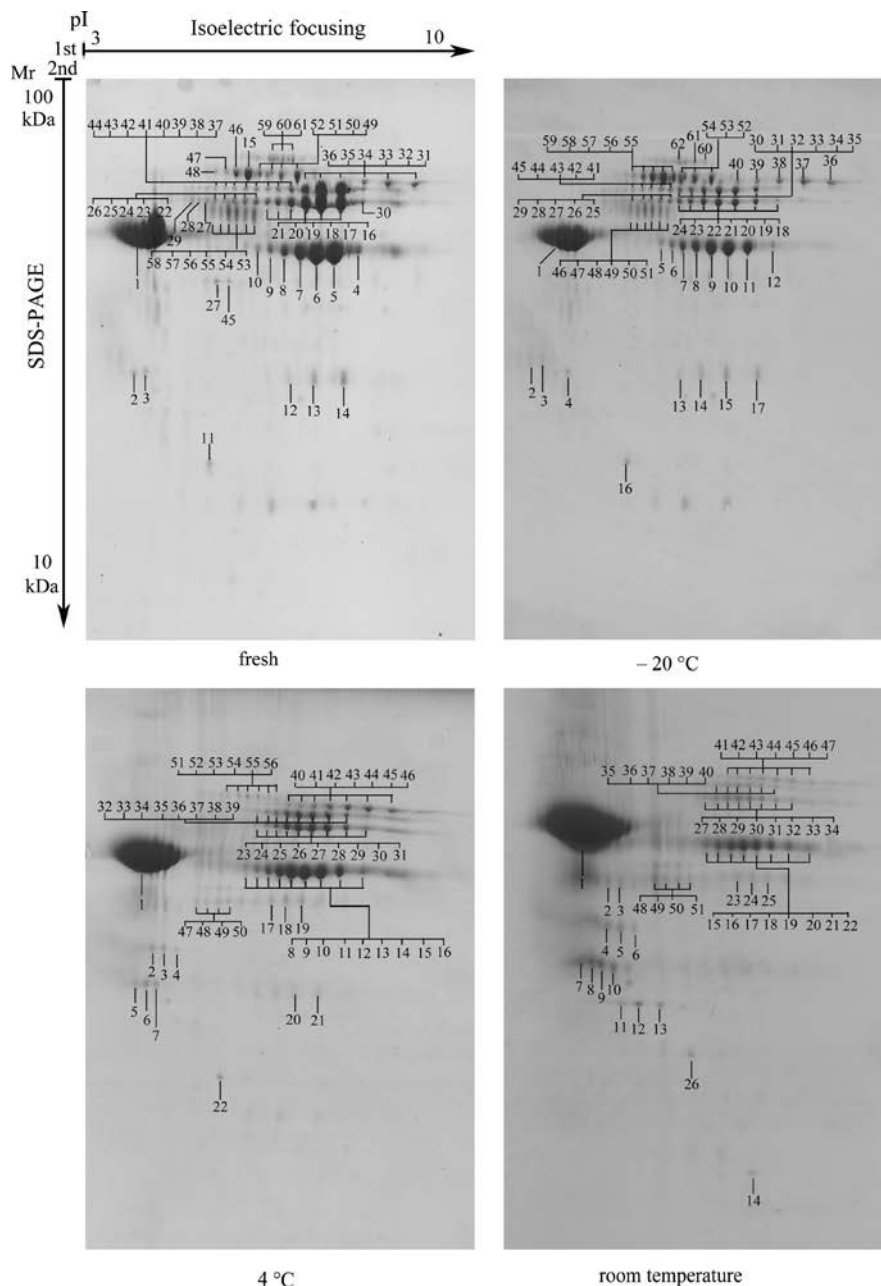 pI
Isoelectric focusing
3
10
1st
2nd
Mr
100
kDa
SDS-PAGE
10
kDa
59 60 61 52 51 50 49
44 43 42 41 40 39 38 37
46 15
36 35 34 33 32 31
47
48
26 25 24 23 22
30
29 28 27
21 20 19 18 17 16
58 57 56 55 54 53
10 9 8 7 6 5 4
1
27 45
2 3
12 13 14
11
fresh
54 53 52
62 61 60
30 31 32 33 34 35
59 58 57 56 55
45 44 43 42 41
40 39 38 37 36
29 28 27 26 25
24 23 22 21 20 19 18
1
46 47 48 49 50 51
5 6 7 8 9 10 11 12
2 3 4
13 14 15 17
16
– 20 °C
51 52 53 54 55 56
40 41 42 43 44 45 46
32 33 34 35 36 37 38 39
23 24 25 26 27 28 29 30 31
1
47 48 49 50
17 18 19
8 9 10 11 12 13 14 15 16
2 3 4
5 6 7
20 21
22
4 °C
41 42 43 44 45 46 47
35 36 37 38 39 40
27 28 29 30 31 32 33 34
1
2 3
48 49 50 51
23 24 25
15 16 17 18 19 20 21 22
4 5 6
7 8 9 10
11 12 13
26
14
room temperature